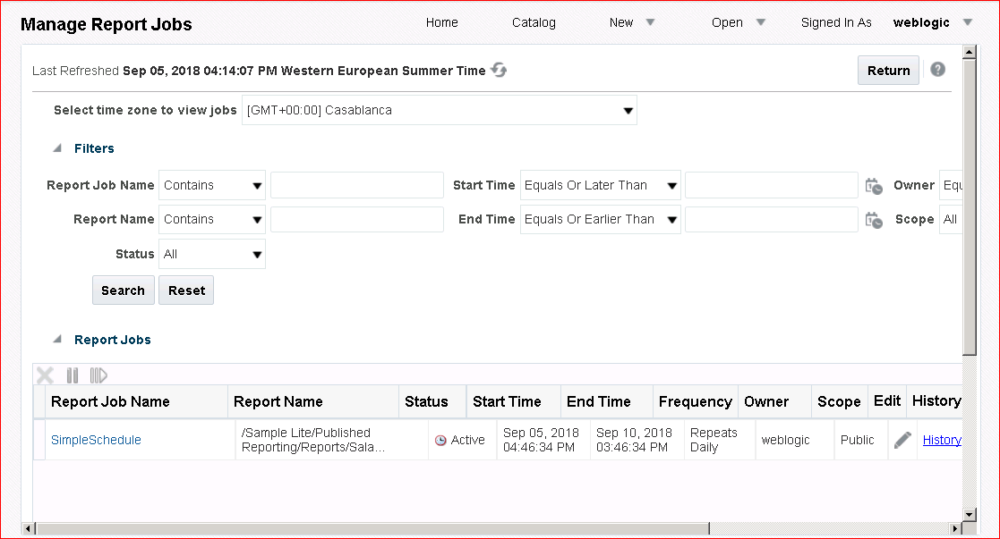 Manage Report Jobs
Home Catalog New Open Signed In As weblogic
Last Refreshed Sep 05, 2018 04:14:07 PM Western European Summer Time
Return
?
Select time zone to view jobs [GMT+00:00] Casablanca
Filters
Report Job Name Contains Start Time Equals Or Later Than Owner Equ
Report Name Contains End Time Equals Or Earlier Than Scope All
Status All
Search Reset
Report Jobs
Report Job Name Report Name Status Start Time End Time Frequency Owner Scope Edit History
SimpleSchedule /Sample Lite/Published Reporting/Reports/Sala... Active Sep 05, 2018 04:46:34 PM Sep 10, 2018 03:46:34 PM Repeats Daily weblogic Public History